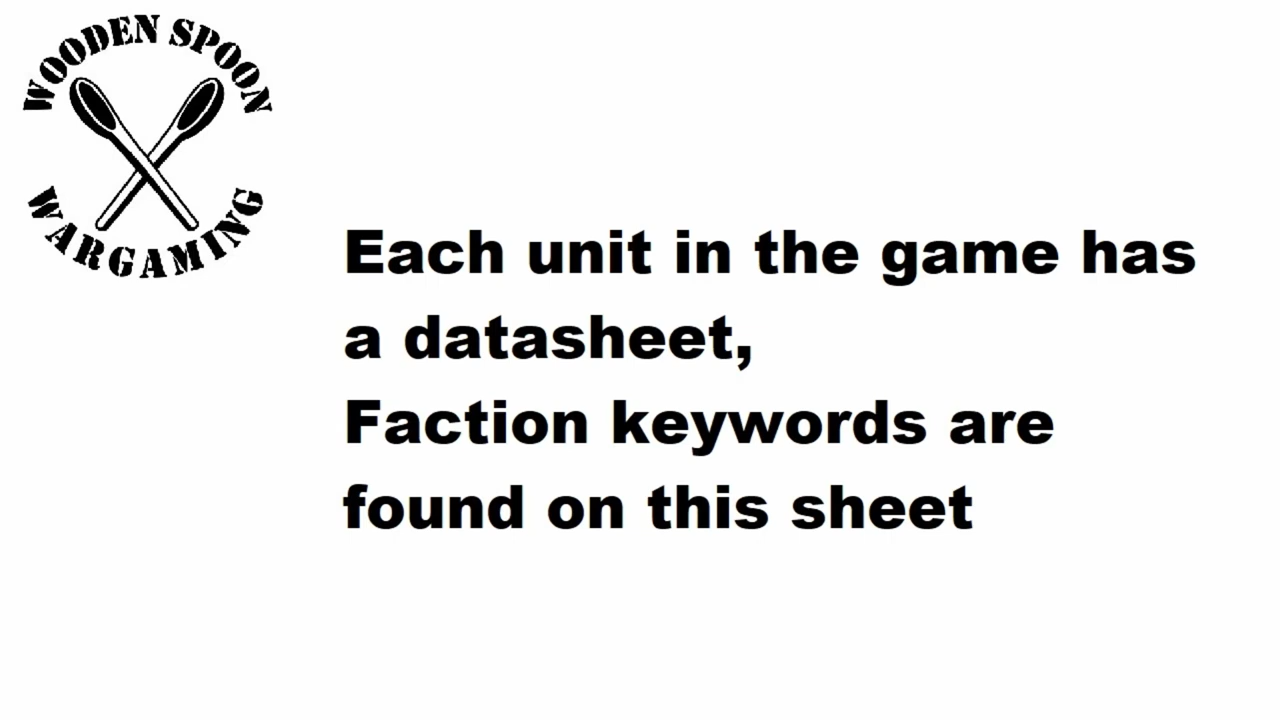 WOODEN SPOON
WARGAMING
Each unit in the game has
a datasheet,
Faction keywords are
found on this sheet